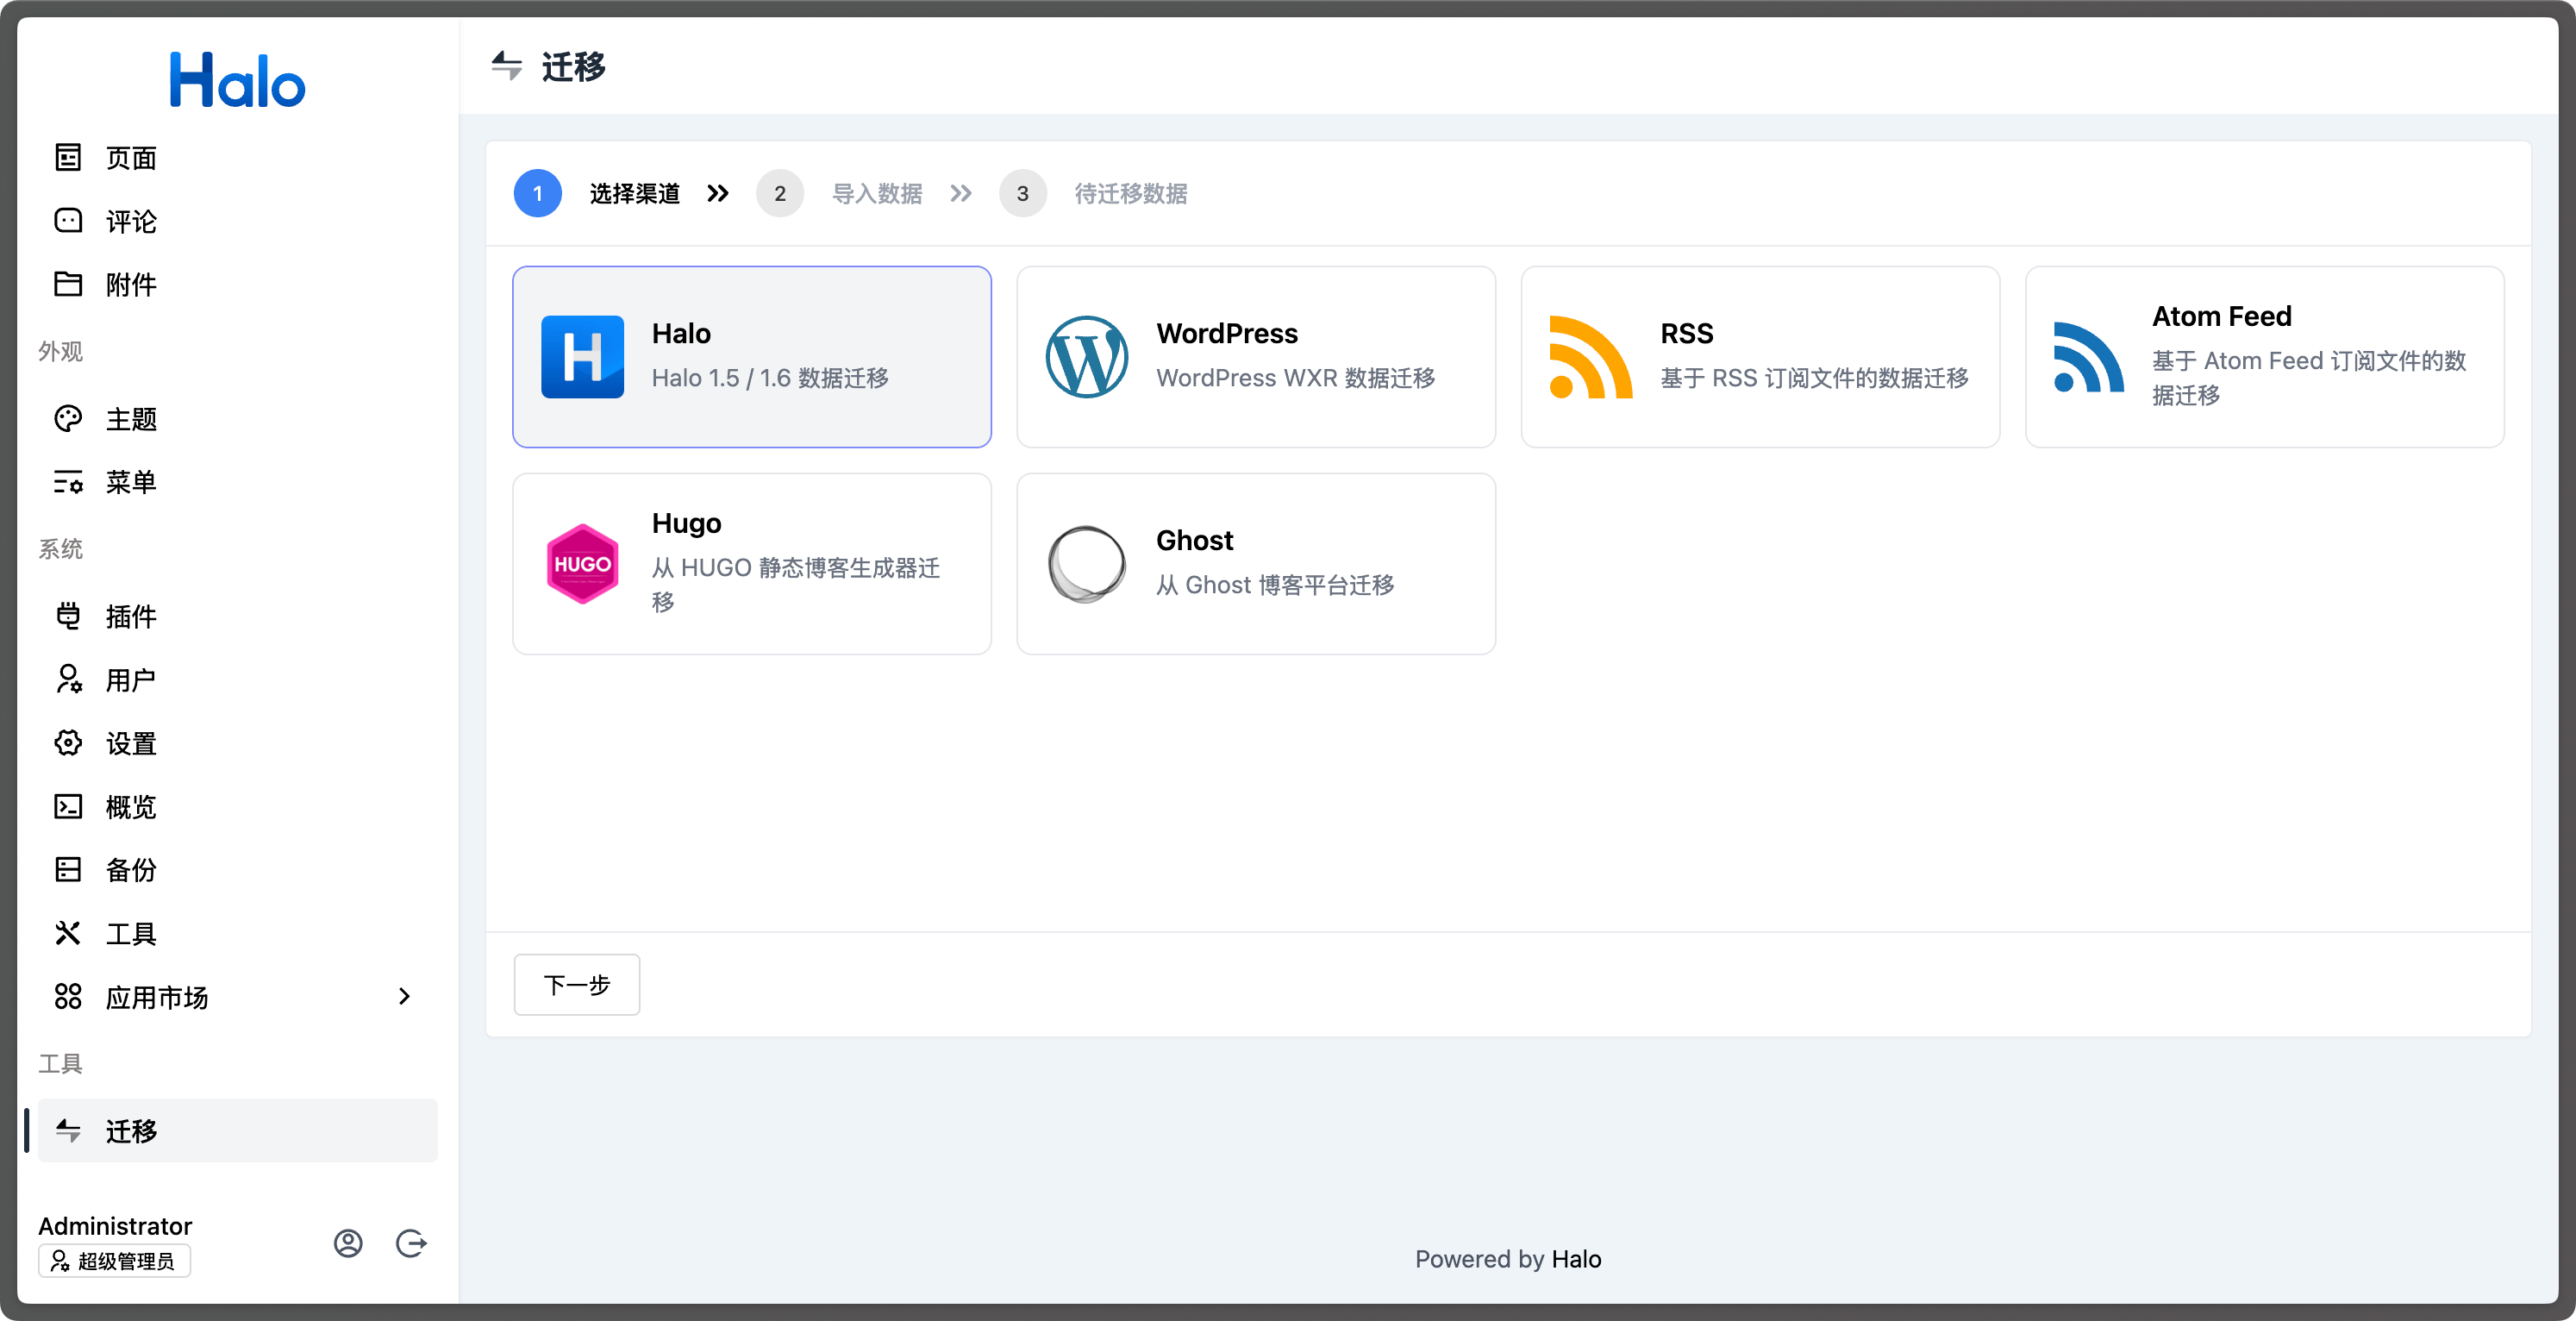 Halo
页面
评论
附件
外观
主题
菜单
系统
插件
用户
设置
概览
备份
工具
应用市场
工具
迁移
Administrator
超级管理员
迁移
1 选择渠道 2 导入数据 3 待迁移数据
Halo
Halo 1.5 / 1.6 数据迁移
WordPress
WordPress WXR 数据迁移
RSS
基于 RSS 订阅文件的数据迁移
Atom Feed
基于 Atom Feed 订阅文件的数
据迁移
HUGO
Hugo
从 HUGO 静态博客生成器迁
移
Ghost
从 Ghost 博客平台迁移
下一步
Powered by Halo